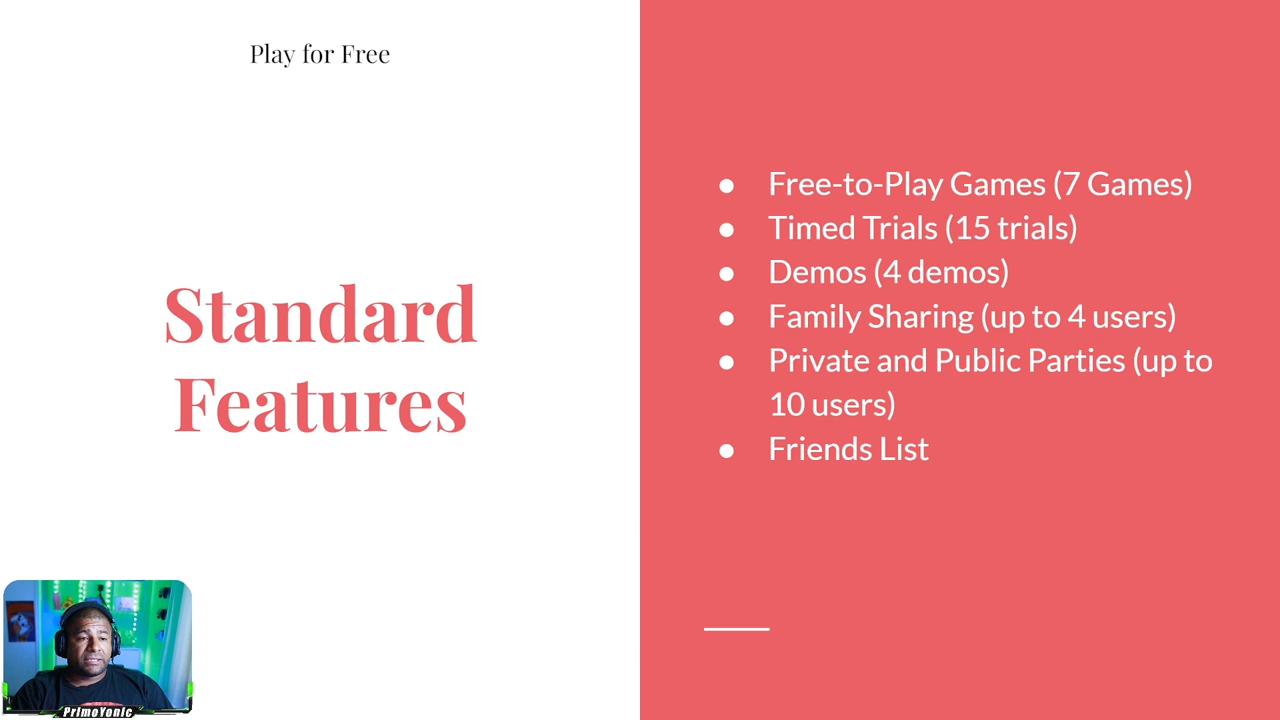 Play for Free
Standard
Features
● Free-to-Play Games (7 Games)
● Timed Trials (15 trials)
● Demos (4 demos)
● Family Sharing (up to 4 users)
● Private and Public Parties (up to
10 users)
● Friends List
PrimoYonic